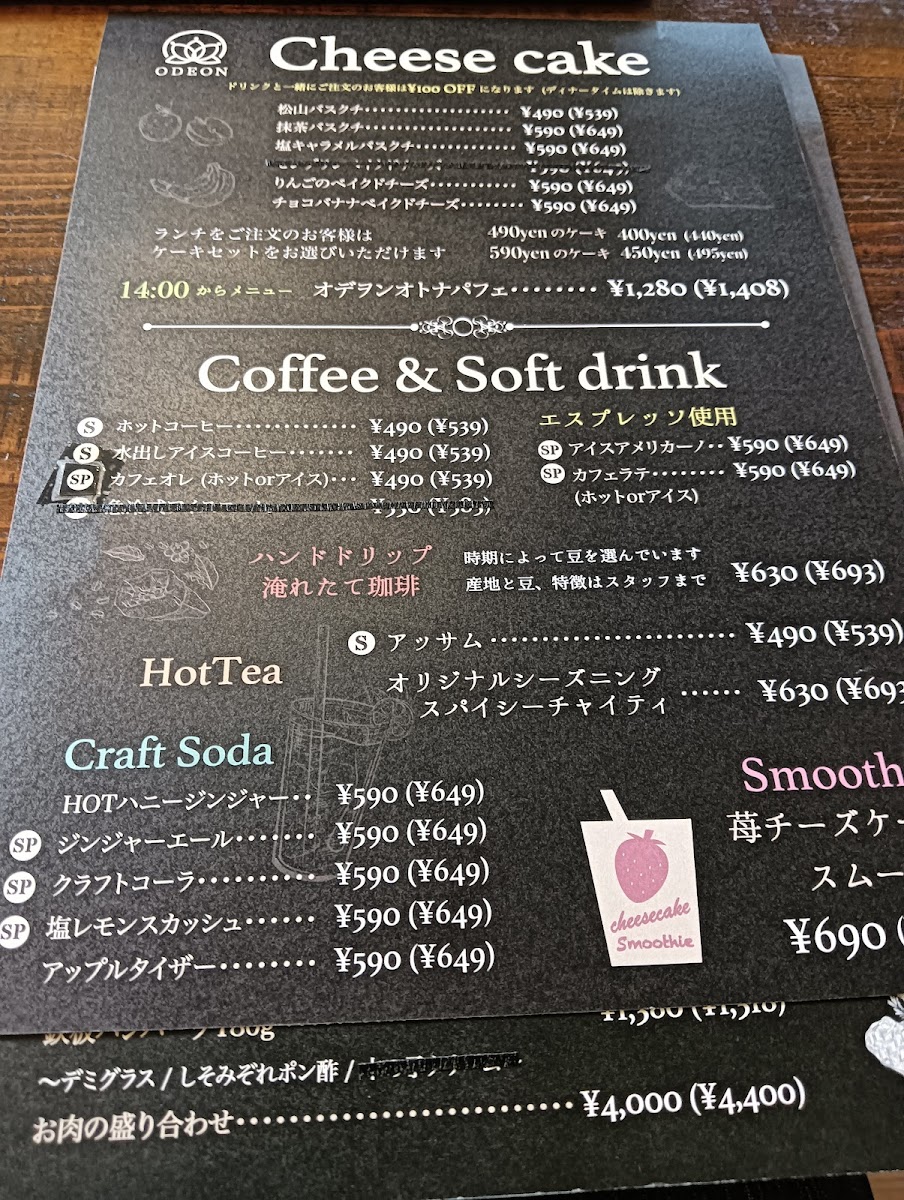 ODEON
Cheese cake
ドリンクと一緒にご注文のお客様は¥100 OFF になります (ディナータイムは除きます)
松山バスクチ・・・・・・・・・・・・・・・・・・ ¥490 (¥539)
抹茶バスクチ・・・・・・・・・・・・・・・・・・ ¥590 (¥649)
塩キャラメルバスクチ・・・・・・・・・・・・ ¥590 (¥649)
¥590 (¥649)
りんごのベイクドチーズ・・・・・・・・・・・ ¥590 (¥649)
チョコバナナベイクドチーズ・・・・・・・・ ¥590 (¥649)
ランチをご注文のお客様は 490yenのケーキ 400yen (440yen)
ケーキセットをお選びいただけます 590yenのケーキ 450yen (495yen)
14:00 からメニュー オデヲンオトナパフェ・・・・・・・・ ¥1,280 (¥1,408)
Coffee & Soft drink
S ホットコーヒー・・・・・・・・・・・・・ ¥490 (¥539)
S 水出しアイスコーヒー・・・・・・・ ¥490 (¥539)
SP カフェオレ (ホットorアイス)・・・ ¥490 (¥539)
エスプレッソ使用
SP アイスアメリカーノ・・ ¥590 (¥649)
SP カフェラテ・・・・・・・・ ¥590 (¥649)
(ホットorアイス)
ハンドドリップ
淹れたて珈琲
時期によって豆を選んでいます
産地と豆、特徴はスタッフまで
¥630 (¥693)
HotTea
S アッサム・・・・・・・・・・・・・・・・・・・・・・・ ¥490 (¥539)
オリジナルシーズニング
スパイシーチャイティ ・・・・・・ ¥630 (¥693
Craft Soda
HOTハニージンジャー・・ ¥590 (¥649)
SP ジンジャーエール・・・・・・・ ¥590 (¥649)
SP クラフトコーラ・・・・・・・・・・ ¥590 (¥649)
SP 塩レモンスカッシュ・・・・・・ ¥590 (¥649)
アップルタイザー・・・・・・・・ ¥590 (¥649)
Smooth
苺チーズケー
スムー
¥690 (
cheesecake
Smoothie
180g
～デミグラス / しそみぞれポン酢 /
お肉の盛り合わせ・・・・・・・・・・・・・・・・・・・・・・・・・・ ¥4,000 (¥4,400)